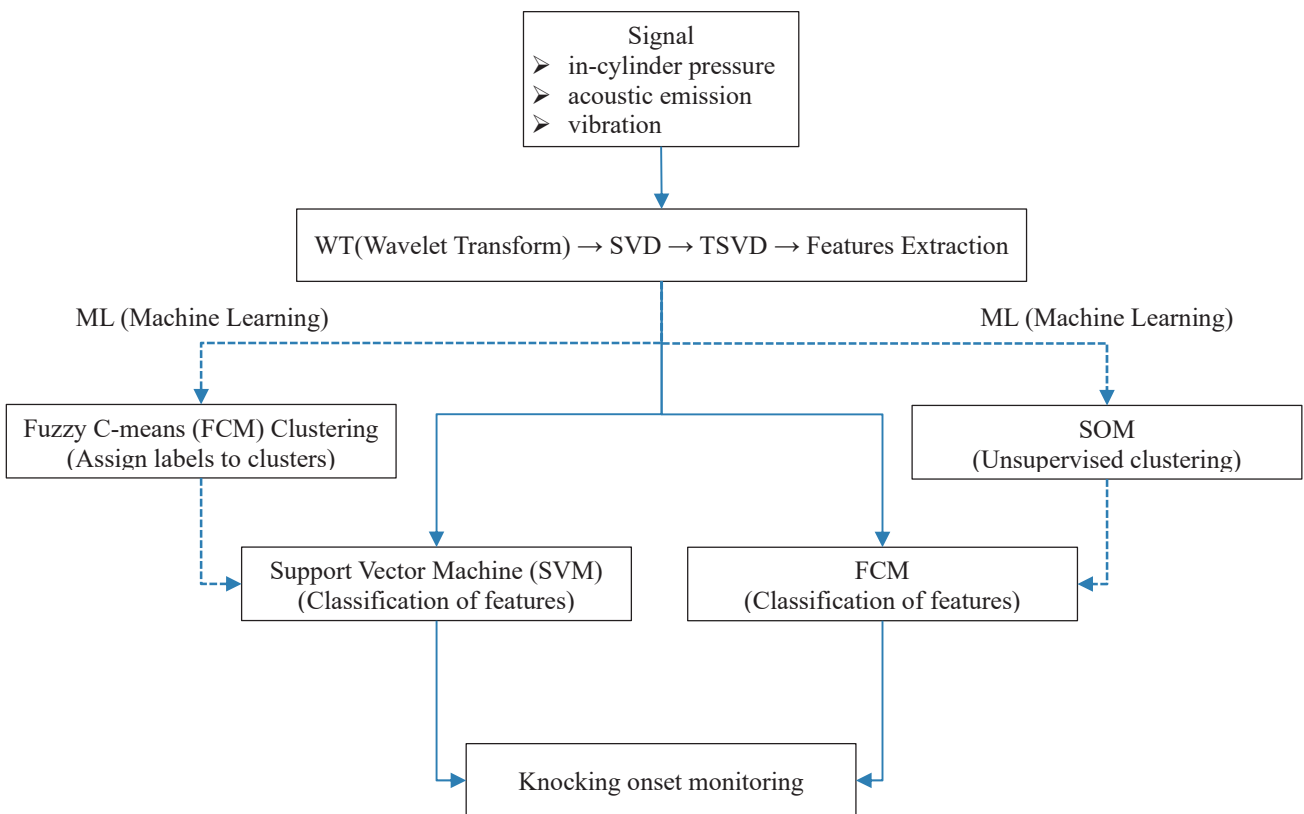 Signal
➢ in-cylinder pressure
➢ acoustic emission
➢ vibration
WT(Wavelet Transform) → SVD → TSVD → Features Extraction
ML (Machine Learning)
ML (Machine Learning)
Fuzzy C-means (FCM) Clustering
(Assign labels to clusters)
SOM
(Unsupervised clustering)
Support Vector Machine (SVM)
(Classification of features)
FCM
(Classification of features)
Knocking onset monitoring